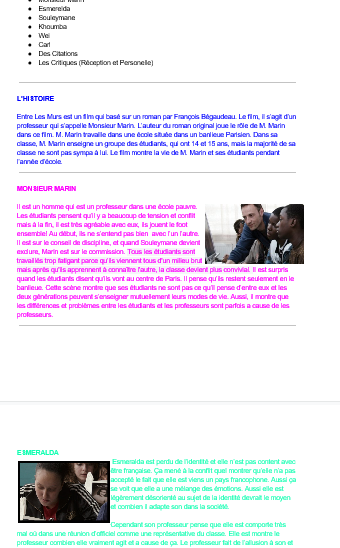 Monsieur Marin
Esmerelda
Souleymane
Khoumba
Wei
Carl
Des Citations
Les Critiques (Réception et Personelle)
L'HISTOIRE
Entre Les Murs est un film qui basé sur un roman par François Bégaudeau. Le film, il s'agit d'un
professeur qui s'appelle Monsieur Marin. L'auteur du roman original joue le rôle de M. Marin
dans ce film. M. Marin travaille dans une école située dans un banlieue Parisien. Dans sa
classe, M. Marin enseigne un groupe des étudiants, qui ont 14 et 15 ans, mais la majorité de sa
classe ne sont pas sympa à lui. Le film montre la vie de M. Marin et ses étudiants pendant
l'année d'école.
MONSIEUR MARIN
Il est un homme qui est un professeur dans une école pauvre.
Les étudiants pensent qu'il y a beaucoup de tension et conflit
mais à la fin, il est très agréable avec eux, ils jouent le foot
ensemble! Au début, ils ne s'entend pas bien avec l'un l'autre.
Il est sur le conseil de discipline, et quand Souleymane devient
exclure, Marin est sur le commission. Tous les étudiants sont
travaillés trop fatigant parce qu'ils viennent tous d'un milieu brut
mais après qu'ils apprennent à connaître l'autre, la classe devient plus convivial. Il est surpris
quand les étudiants disent qu'ils vont au centre de Paris. Il pense qu'ils restent seulement en le
banlieue. Cette scène montre que ses étudiants ne sont pas ce qu'il pense d'entre eux et les
deux générations peuvent s'enseigner mutuellement leurs modes de vie. Aussi, il montre que
les différences et problèmes entre les étudiants et les professeurs sont parfois a cause de les
professeurs.
ESMERALDA
Esmeralda est perdu de l'identité et elle n'est pas content avec
être française. Ça mené à la conflit quel montrer qu'elle n'a pas
accepté le fait que elle est viens un pays francophone. Aussi ça
se voit que elle a une mélange des émotions. Aussi elle est
légèrement désorienté au sujet de la identité devrait le moyen
et combien il adapte son dans la société.
Cependant son professeur pense que elle est comporte très
mal où dans une réunion d'officiel comme une représentative du classe. Elle est montre le
professeur combien elle vraiment agit et a cause de ça. Le professeur fait de l'allusion à son et